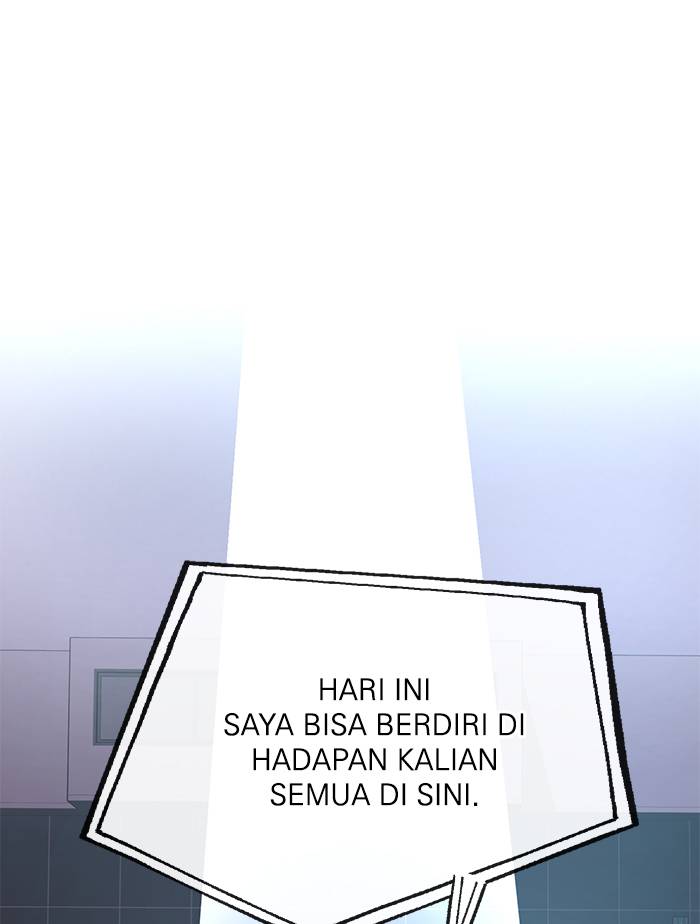 HARI INI
SAYA BISA BERDIRI DI
HADAPAN KALIAN
SEMUA DI SINI.